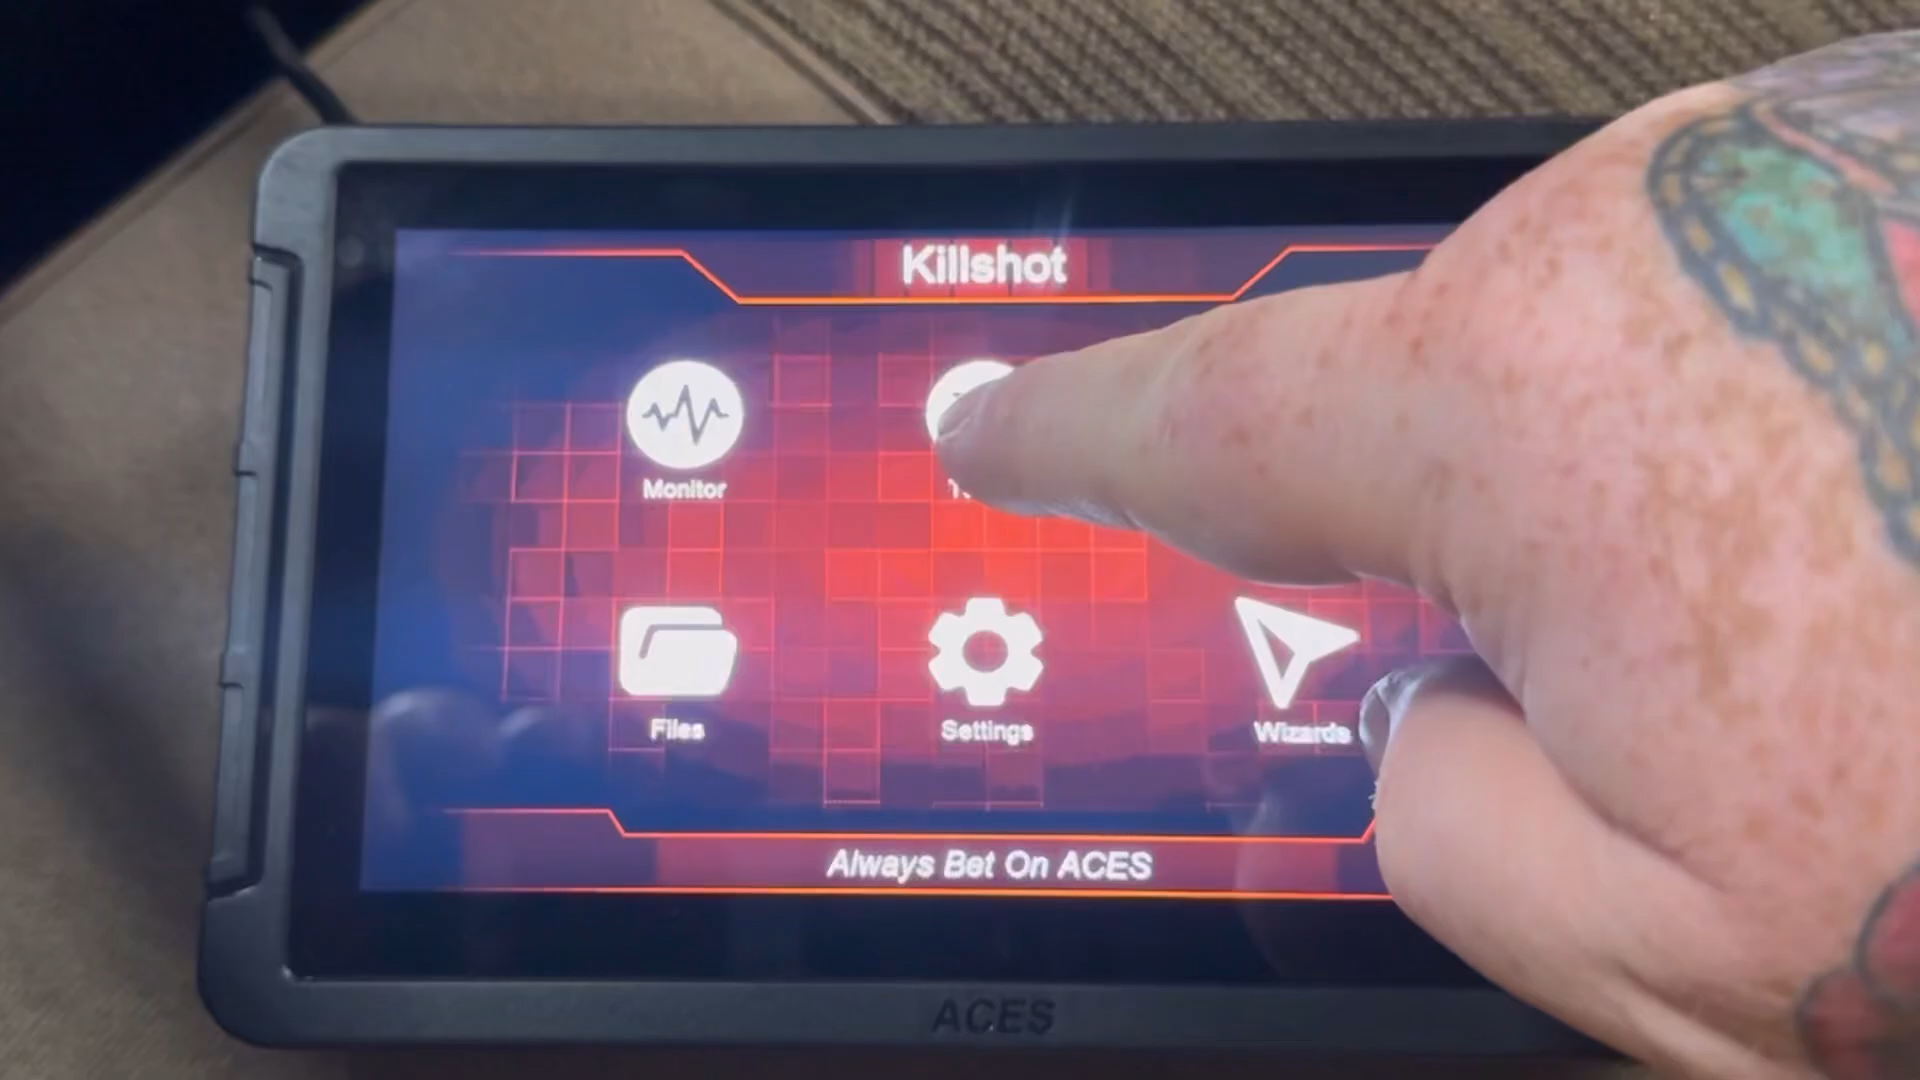 Killshot
Monitor
Files
Settings
Wizards
Always Bet On ACES
ACES